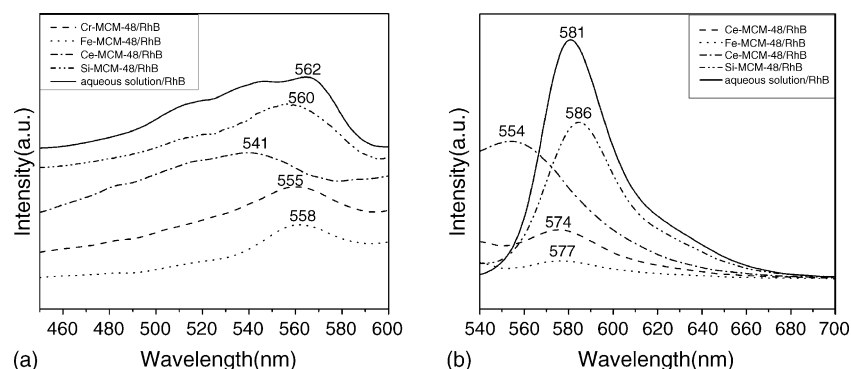 Cr-MCM-48/RhB
Fe-MCM-48/RhB
Ce-MCM-48/RhB
Si-MCM-48/RhB
aqueous solution/RhB
562
560
541
555
558
Intensity(a.u.)
460 480 500 520 540 560 580 600
(a) Wavelength(nm)
Ce-MCM-48/RhB
Fe-MCM-48/RhB
Ce-MCM-48/RhB
Si-MCM-48/RhB
aqueous solution/RhB
581
586
554
574
577
Intensity(a.u.)
540 560 580 600 620 640 660 680 700
(b) Wavelength(nm)